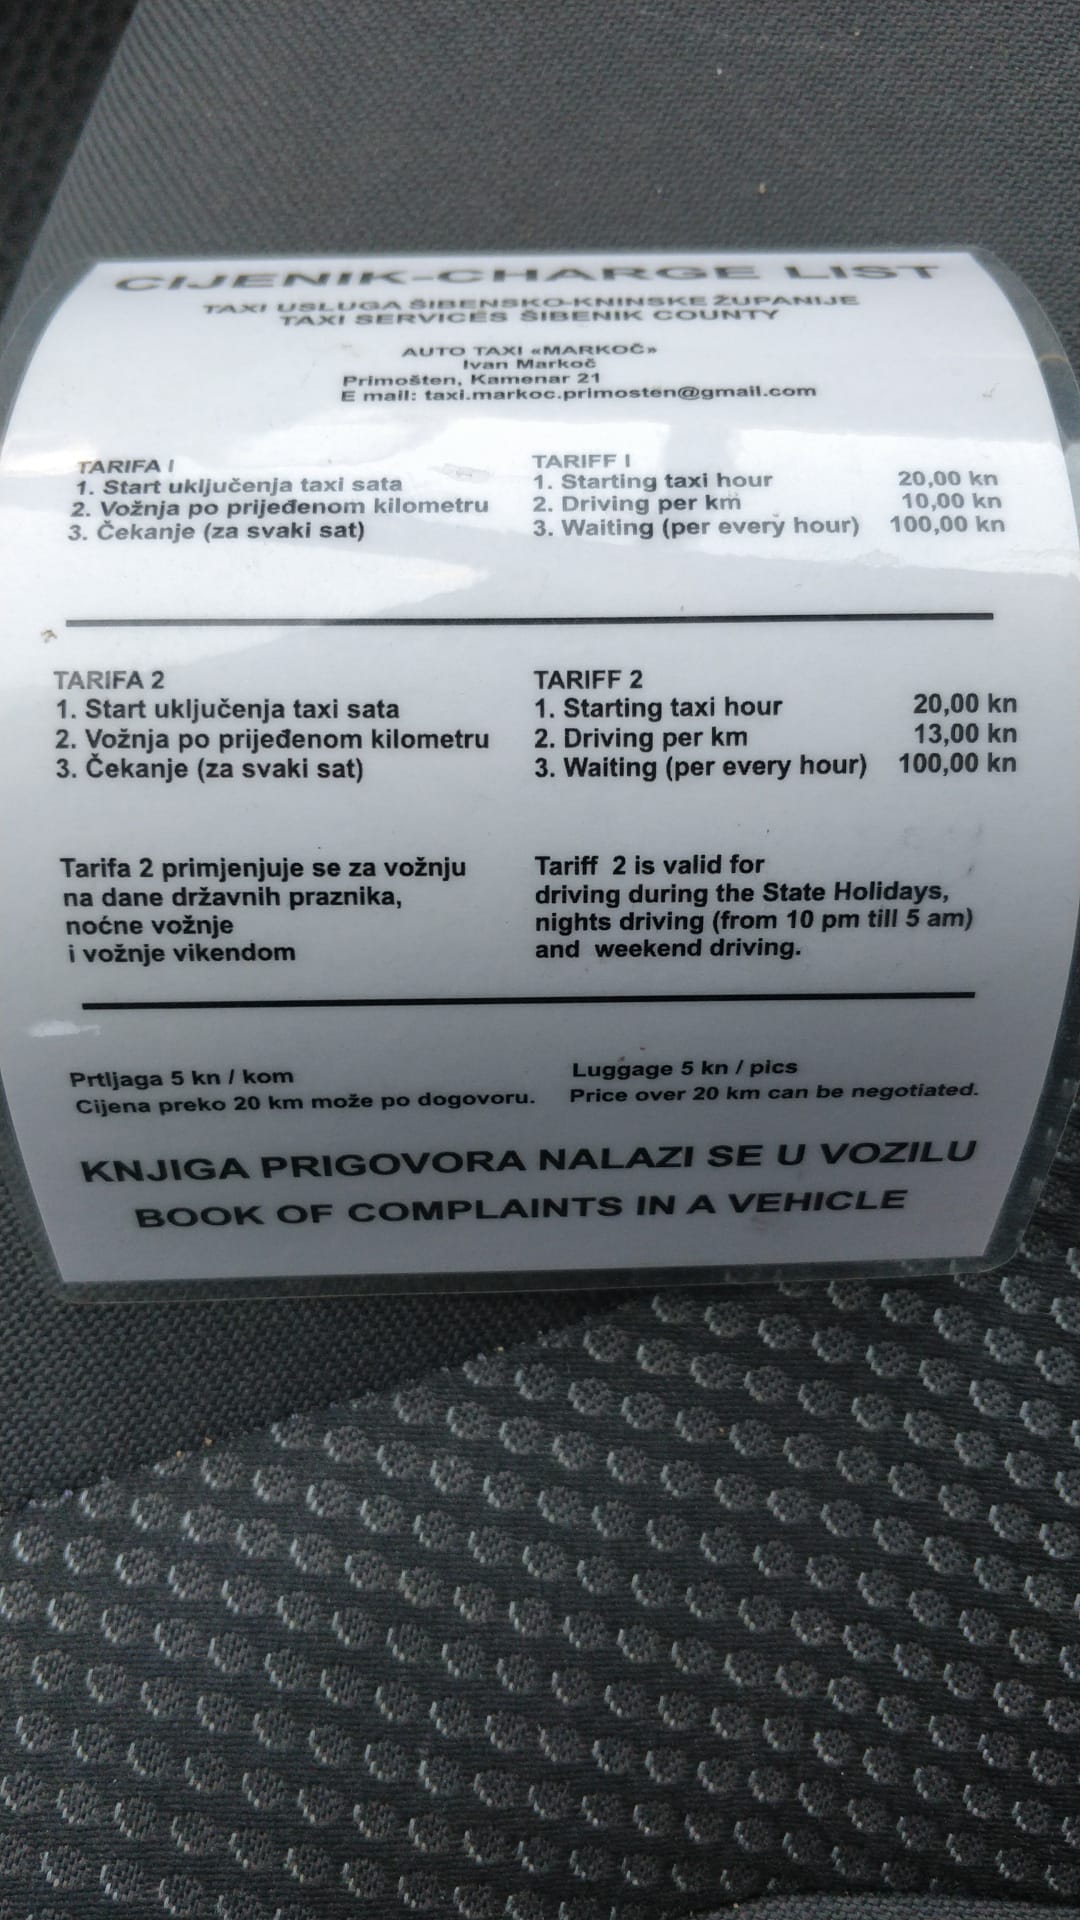 CIJENIK-CHARGE LIST
TAXI USLUGA ŠIBENSKO-KNINSKE ŽUPANIJE
TAXI SERVICES ŠIBENIK COUNTY
AUTO TAXI «MARKOČ»
Ivan Markoč
Primošten, Kamenar 21
E mail: taxi.markoc.primosten@gmail.com
TARIFA I TARIFF I
1. Start uključenja taxi sata 1. Starting taxi hour 20,00 kn
2. Vožnja po prijeđenom kilometru 2. Driving per km 10,00 kn
3. Čekanje (za svaki sat) 3. Waiting (per every hour) 100,00 kn
TARIFA 2 TARIFF 2
1. Start uključenja taxi sata 1. Starting taxi hour 20,00 kn
2. Vožnja po prijeđenom kilometru 2. Driving per km 13,00 kn
3. Čekanje (za svaki sat) 3. Waiting (per every hour) 100,00 kn
Tarifa 2 primjenjuje se za vožnju
na dane državnih praznika,
noćne vožnje
i vožnje vikendom
Tariff 2 is valid for
driving during the State Holidays,
nights driving (from 10 pm till 5 am)
and weekend driving.
Prtljaga 5 kn / kom
Cijena preko 20 km može po dogovoru.
Luggage 5 kn / pics
Price over 20 km can be negotiated.
KNJIGA PRIGOVORA NALAZI SE U VOZILU
BOOK OF COMPLAINTS IN A VEHICLE